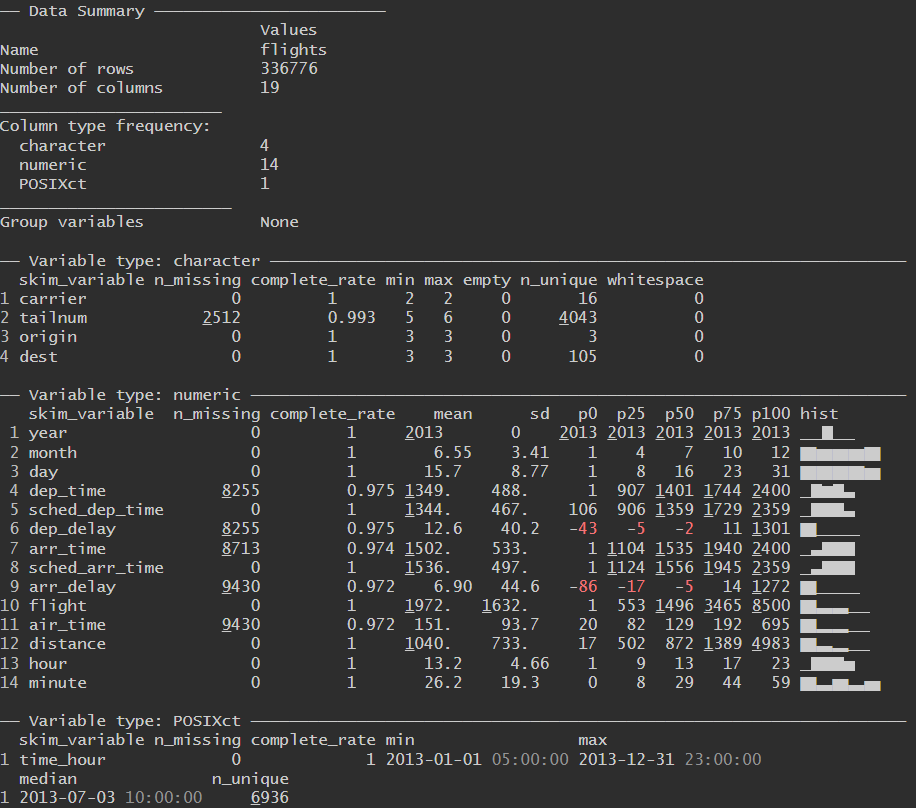 ── Data Summary ────────────────────────
                           Values
Name                       flights
Number of rows             336776
Number of columns          19
_______________________
Column type frequency:
  character                4
  numeric                  14
  POSIXct                  1
________________________
Group variables            None

── Variable type: character ──────────────────────────────────────────────────
  skim_variable n_missing complete_rate min max empty n_unique whitespace
1 carrier               0         1       2   2     0       16          0
2 tailnum            2512         0.993   5   6     0     4043          0
3 origin                0         1       3   3     0        3          0
4 dest                  0         1       3   3     0      105          0

── Variable type: numeric ────────────────────────────────────────────────────
   skim_variable  n_missing complete_rate    mean      sd   p0  p25  p50  p75 p100 hist
 1 year                   0         1     2013       0    2013 2013 2013 2013 2013 ▁▁▇▁▁
 2 month                  0         1        6.55    3.41    1    4    7   10   12 ▇▆▆▆▇
 3 day                    0         1       15.7     8.77    1    8   16   23   31 ▇▇▇▇▆
 4 dep_time            8255         0.975 1349.    488.      1  907 1401 1744 2400 ▁▇▆▇▃
 5 sched_dep_time         0         1     1344.    467.    106  906 1359 1729 2359 ▁▇▇▇▃
 6 dep_delay           8255         0.975   12.6    40.2   -43   -5   -2   11 1301 ▇▁▁▁▁
 7 arr_time            8713         0.974 1502.    533.      1 1104 1535 1940 2400 ▁▃▇▇▇
 8 sched_arr_time         0         1     1536.    497.      1 1124 1556 1945 2359 ▁▃▇▇▇
 9 arr_delay           9430         0.972    6.90   44.6   -86  -17   -5   14 1272 ▇▁▁▁▁
10 flight                 0         1     1972.   1632.      1  553 1496 3465 8500 ▇▃▃▁▁
11 air_time            9430         0.972  151.     93.7    20   82  129  192  695 ▇▂▂▁▁
12 distance               0         1     1040.    733.     17  502  872 1389 4983 ▇▃▂▁▁
13 hour                   0         1       13.2     4.66    1    9   13   17   23 ▁▇▇▇▅
14 minute                 0         1       26.2    19.3     0    8   29   44   59 ▇▃▆▃▅

── Variable type: POSIXct ────────────────────────────────────────────────────
  skim_variable n_missing complete_rate min                 max
1 time_hour             0             1 2013-01-01 05:00:00 2013-12-31 23:00:00
  median              n_unique
1 2013-07-03 10:00:00     6936